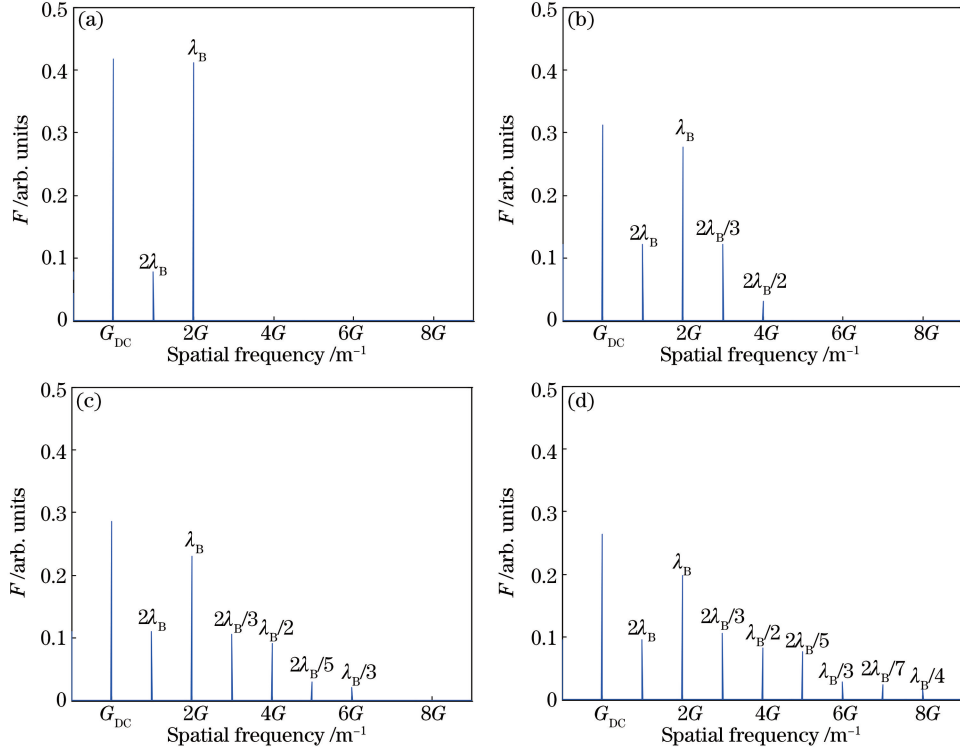 (a)
0.5
0.4
0.3
0.2
0.1
0
F /arb. units
λB
2λB
GDC 2G 4G 6G 8G
Spatial frequency /m⁻¹
(b)
0.5
0.4
0.3
0.2
0.1
0
F /arb. units
λB
2λB
2λB/3
2λB/2
GDC 2G 4G 6G 8G
Spatial frequency /m⁻¹
(c)
0.5
0.4
0.3
0.2
0.1
0
F /arb. units
λB
2λB
2λB/3
λB/2
2λB/5
λB/3
GDC 2G 4G 6G 8G
Spatial frequency /m⁻¹
(d)
0.5
0.4
0.3
0.2
0.1
0
F /arb. units
λB
2λB
2λB/3
λB/2
2λB/5
λB/3
2λB/7
λB/4
GDC 2G 4G 6G 8G
Spatial frequency /m⁻¹